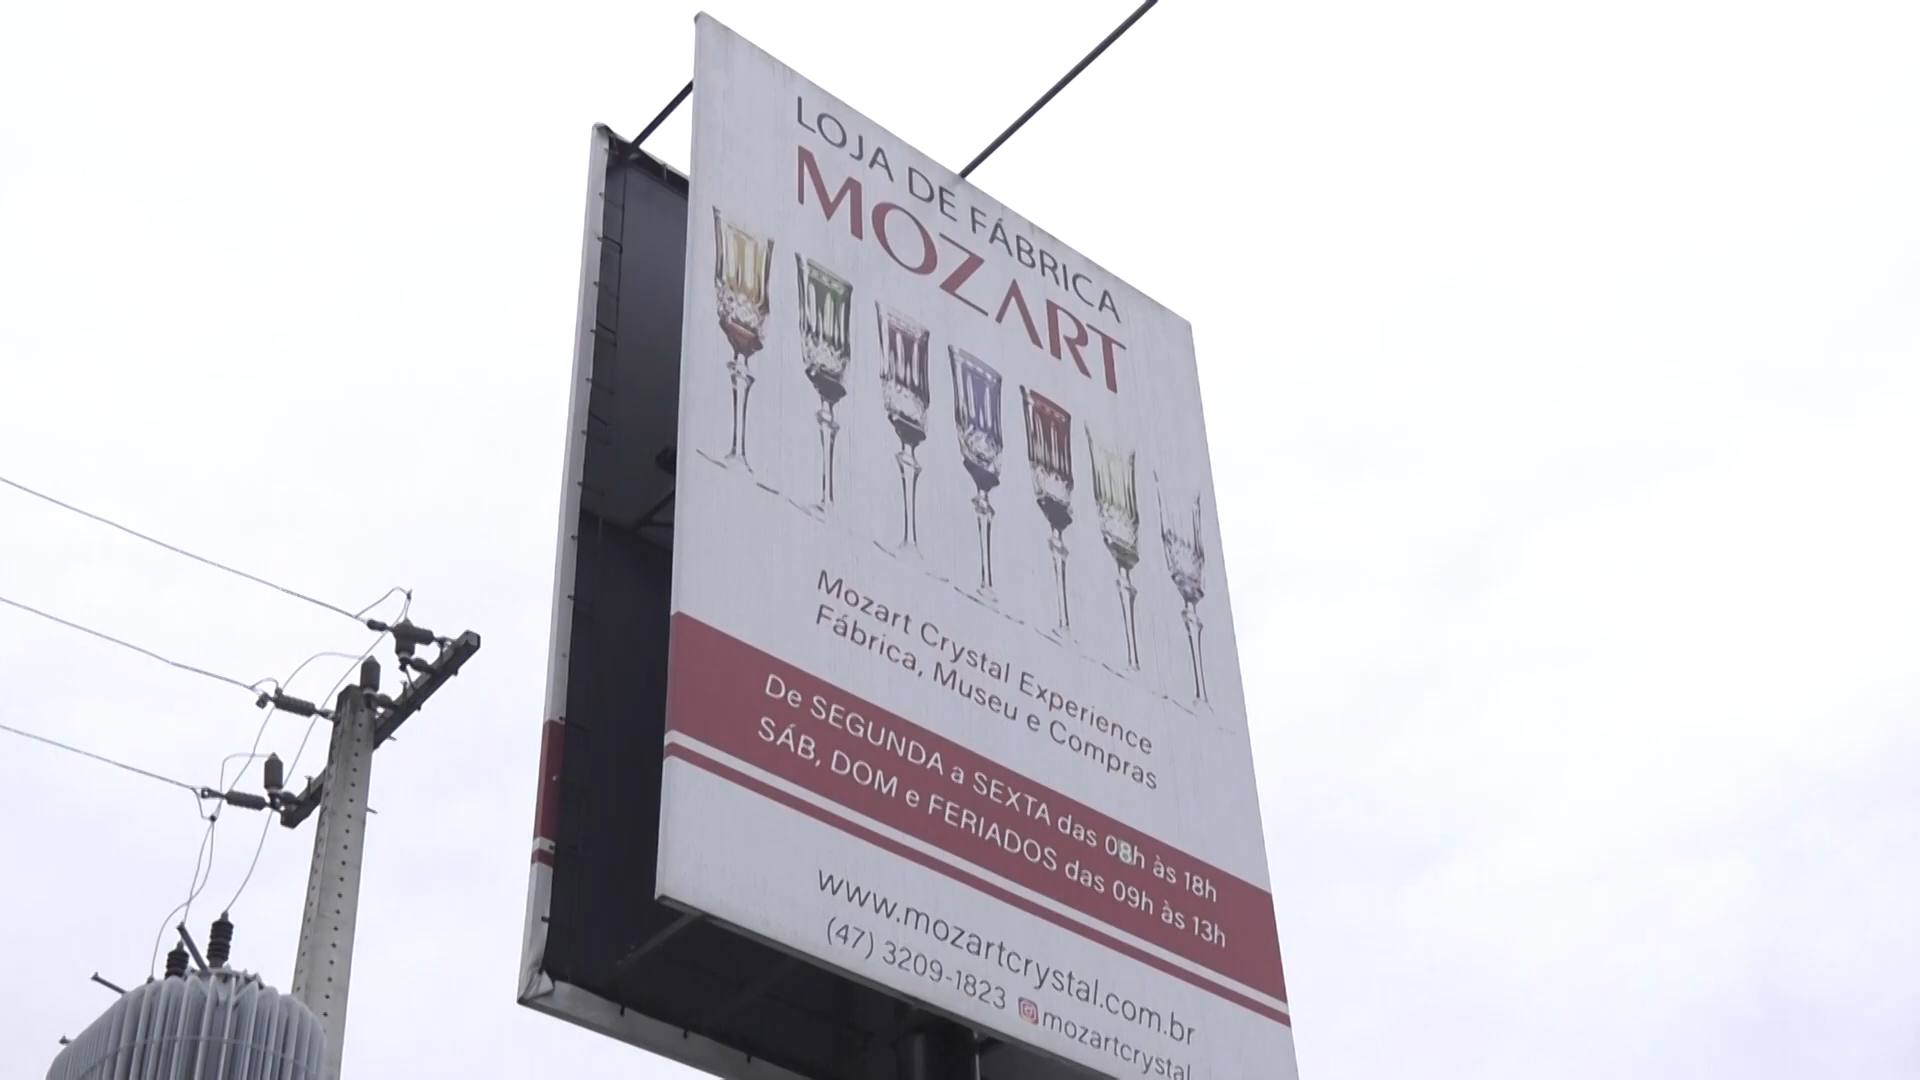 LOJA DE FÁBRICA
MOZART
Mozart Crystal Experience
Fábrica, Museu e Compras
De SEGUNDA a SEXTA das 08h às 18h
SÁB, DOM e FERIADOS das 09h às 13h
www.mozartcrystal.com.br
(47) 3209-1823 mozartcrystal